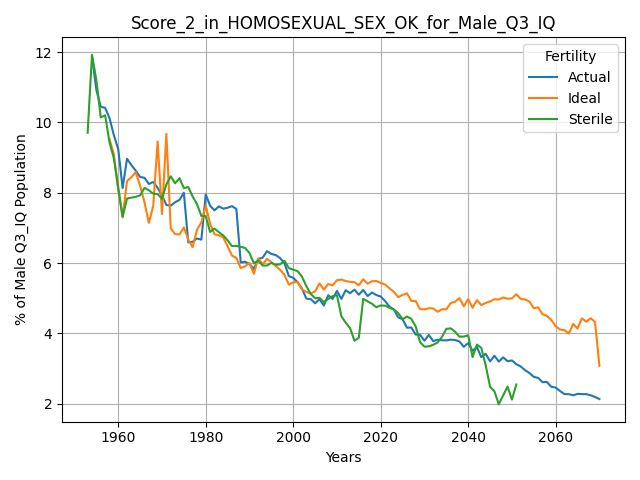 Score_2_in_HOMOSEXUAL_SEX_OK_for_Male_Q3_IQ
% of Male Q3_IQ Population
12
10
8
6
4
2
Fertility
Actual
Ideal
Sterile
1960 1980 2000 2020 2040 2060
Years